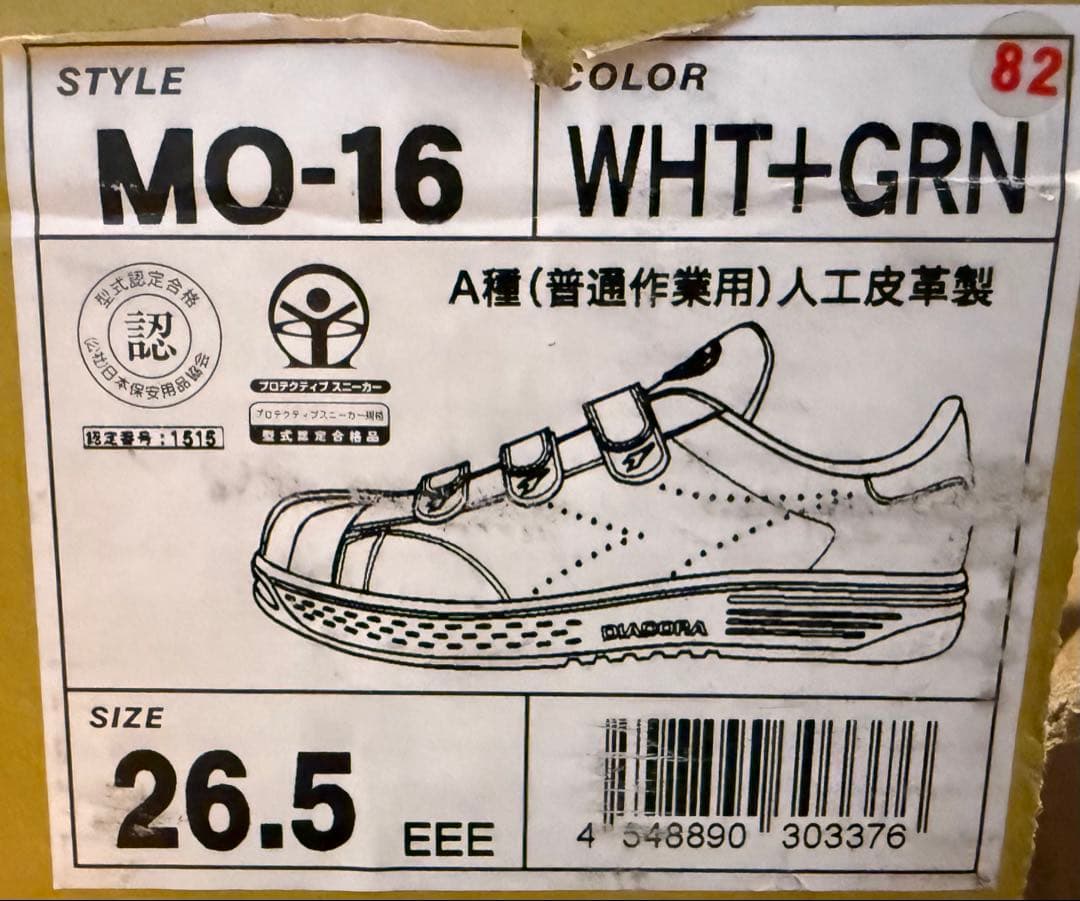 STYLE
MO-16
COLOR
WHT+GRN
82
型式認定合格
認
(公社)日本保安用品協会
認定番号:1515
プロテクティブ スニーカー
プロテクティブスニーカー規格
型式認定合格品
A種(普通作業用)人工皮革製
DIADORA
SIZE
26.5
EEE
4 548890 303376